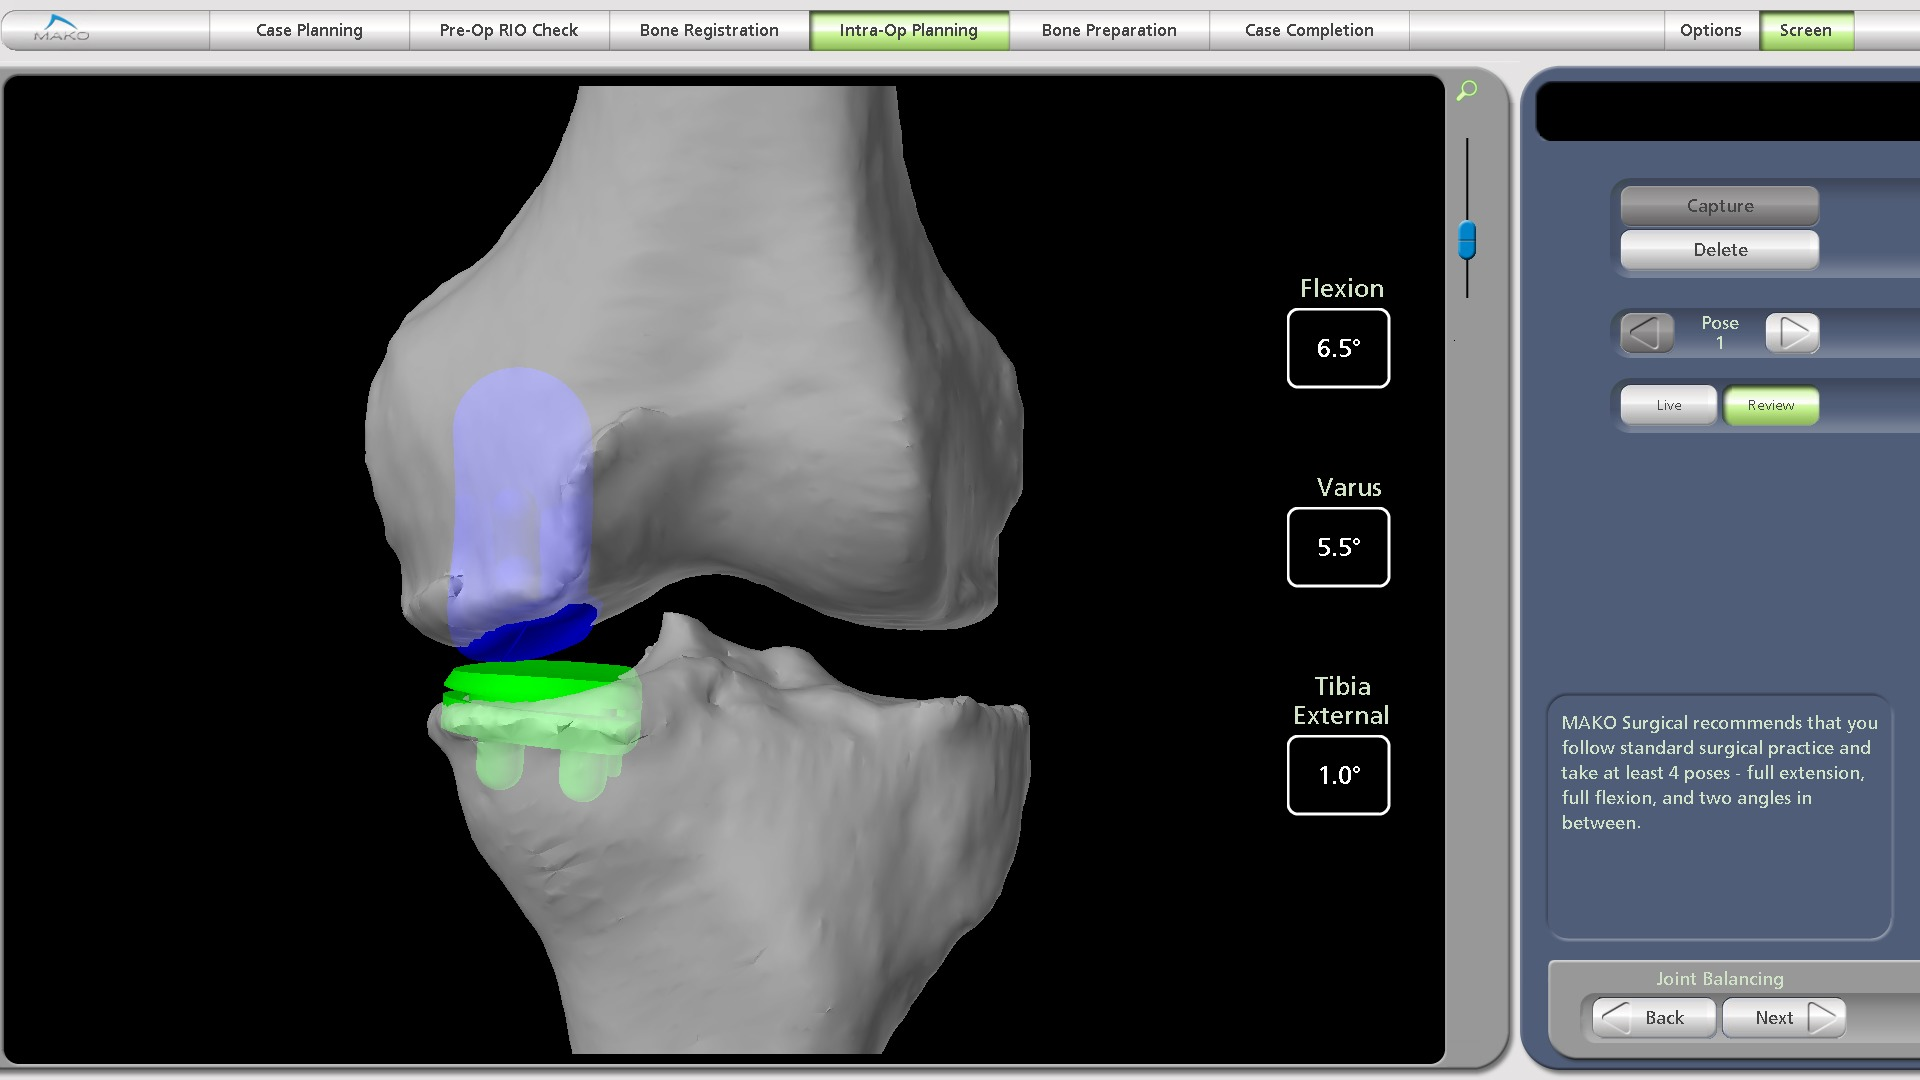 MAKO
Case Planning
Pre-Op RIO Check
Bone Registration
Intra-Op Planning
Bone Preparation
Case Completion
Options
Screen
Flexion
6.5°
Varus
5.5°
Tibia
External
1.0°
Capture
Delete
Pose
1
Live
Review
MAKO Surgical recommends that you
follow standard surgical practice and
take at least 4 poses - full extension,
full flexion, and two angles in
between.
Joint Balancing
Back
Next